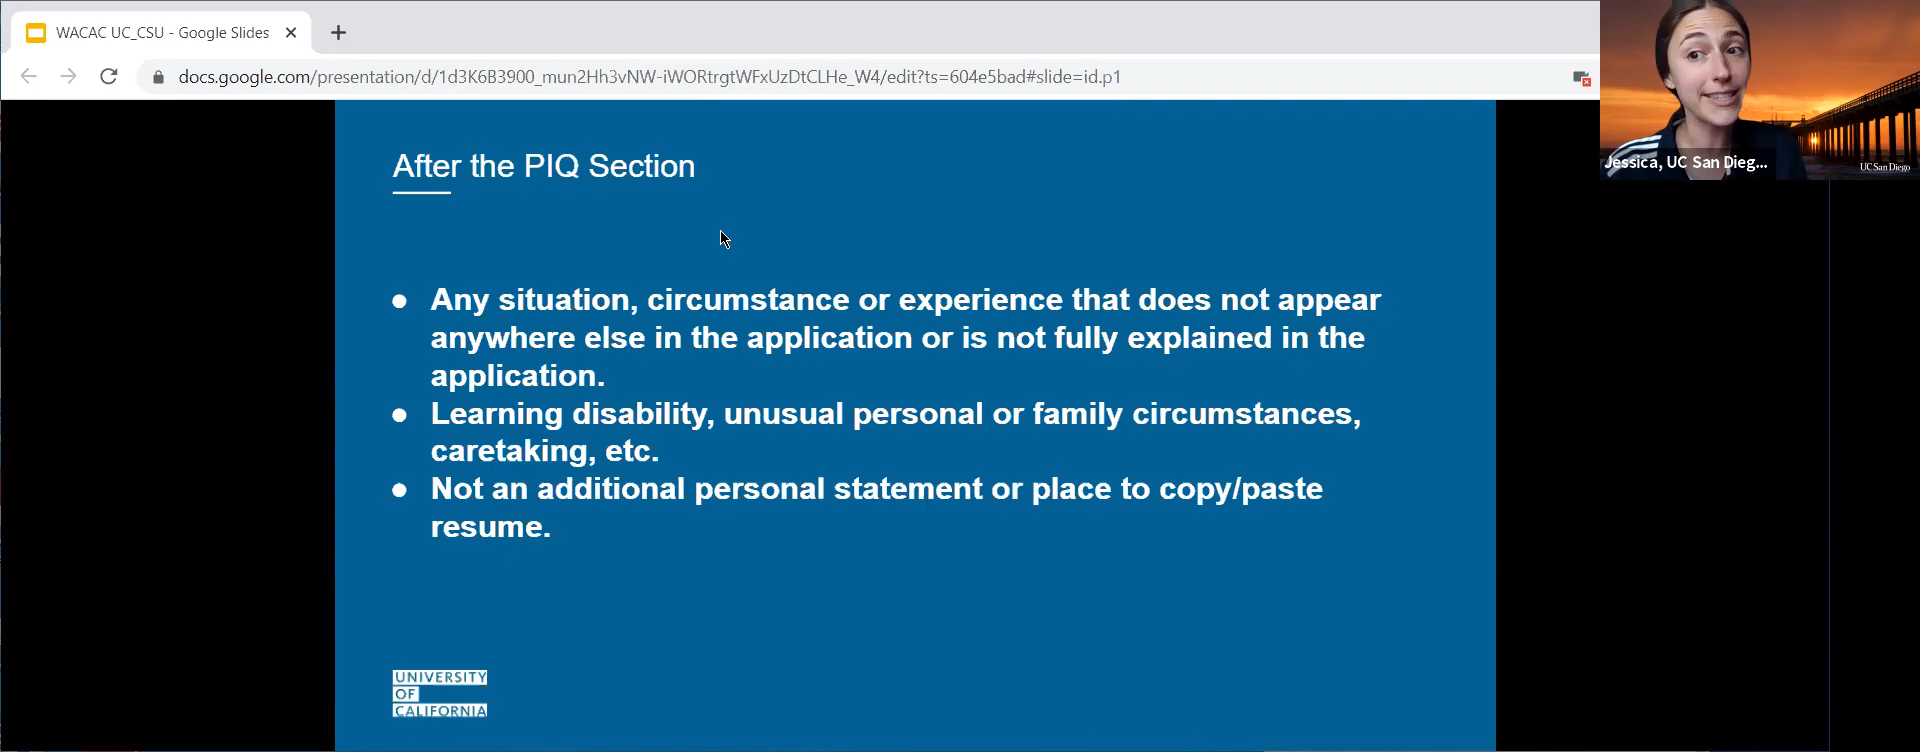 WACAC UC_CSU - Google Slides
docs.google.com/presentation/d/1d3K6B3900_mun2Hh3vNW-iWORtrgtWFxUzDtCLHe_W4/edit?ts=604e5bad#slide=id.p1
Jessica, UC San Dieg...
UC San Diego
After the PIQ Section
● Any situation, circumstance or experience that does not appear
anywhere else in the application or is not fully explained in the
application.
● Learning disability, unusual personal or family circumstances,
caretaking, etc.
● Not an additional personal statement or place to copy/paste
resume.
UNIVERSITY
OF
CALIFORNIA